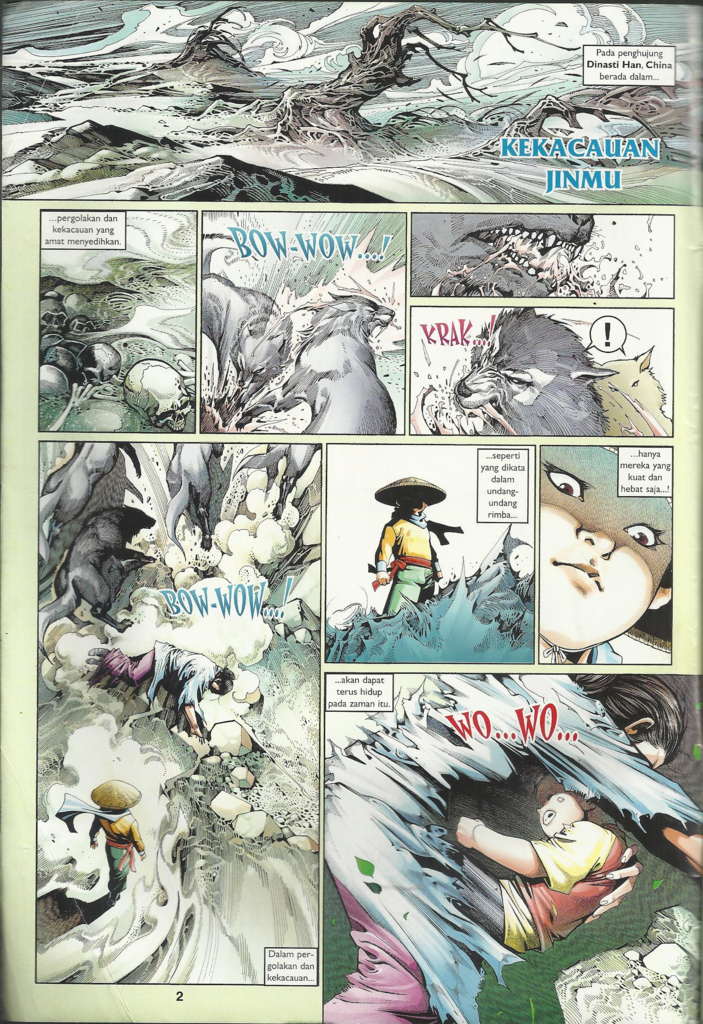 Pada penghujung
Dinasti Han, China
berada dalam...
KEKACAUAN
JINMU
...pergolakan dan
kekacauan yang
amat menyedihkan.
BOW-WOW....!
KRAK...!
!
BOW-WOW....!
...seperti
yang dikata
dalam
undang-
undang
rimba...
...hanya
mereka yang
kuat dan
hebat saja...!
...akan dapat
terus hidup
pada zaman itu.
WO...WO...
Dalam per-
golakan dan
kekacauan...
2